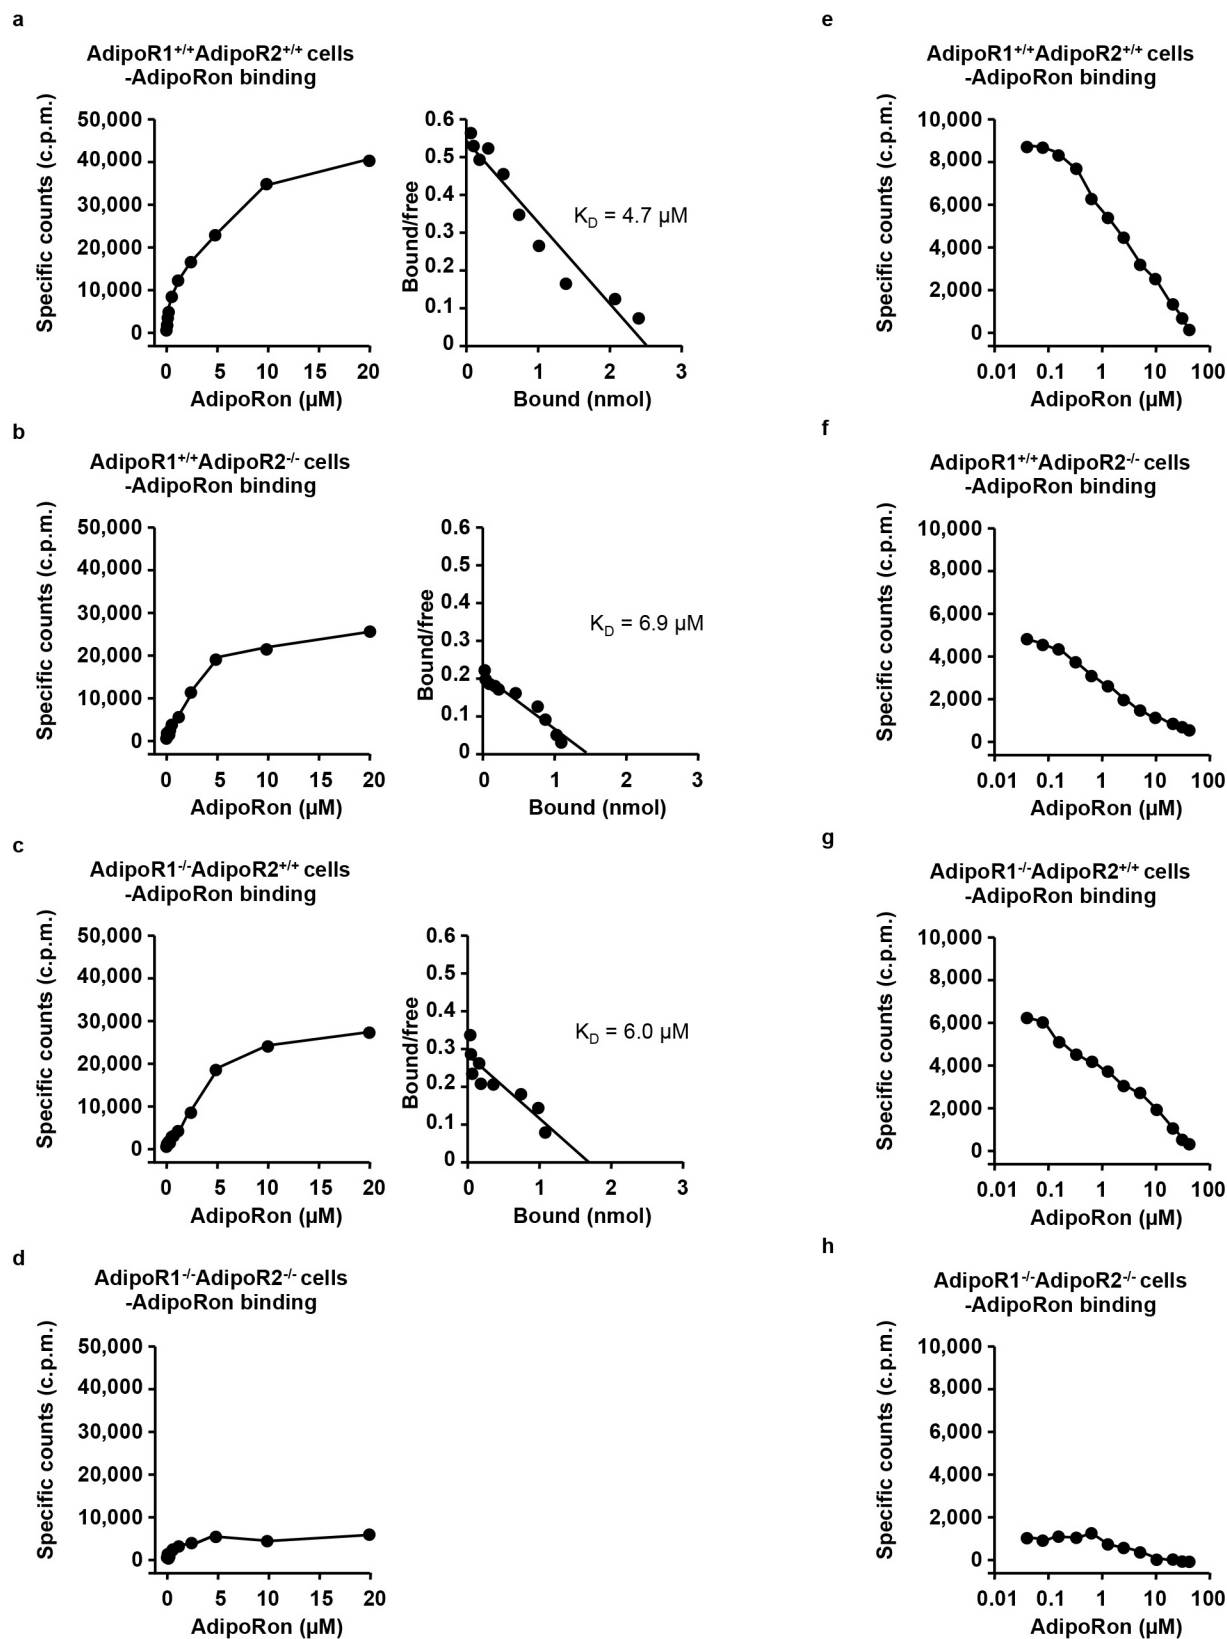 a
AdipoR1+/+AdipoR2+/+ cells
-AdipoRon binding
Specific counts (c.p.m.)
50,000
40,000
30,000
20,000
10,000
0
0 5 10 15 20
AdipoRon (µM)
Bound/free
0.6
0.5
0.4
0.3
0.2
0.1
0
KD = 4.7 µM
0 1 2 3
Bound (nmol)
e
AdipoR1+/+AdipoR2+/+ cells
-AdipoRon binding
Specific counts (c.p.m.)
10,000
8,000
6,000
4,000
2,000
0
0.01 0.1 1 10 100
AdipoRon (µM)
b
AdipoR1+/+AdipoR2-/- cells
-AdipoRon binding
Specific counts (c.p.m.)
50,000
40,000
30,000
20,000
10,000
0
0 5 10 15 20
AdipoRon (µM)
Bound/free
0.6
0.5
0.4
0.3
0.2
0.1
0
KD = 6.9 µM
0 1 2 3
Bound (nmol)
f
AdipoR1+/+AdipoR2-/- cells
-AdipoRon binding
Specific counts (c.p.m.)
10,000
8,000
6,000
4,000
2,000
0
0.01 0.1 1 10 100
AdipoRon (µM)
c
AdipoR1-/-AdipoR2+/+ cells
-AdipoRon binding
Specific counts (c.p.m.)
50,000
40,000
30,000
20,000
10,000
0
0 5 10 15 20
AdipoRon (µM)
Bound/free
0.6
0.5
0.4
0.3
0.2
0.1
0
KD = 6.0 µM
0 1 2 3
Bound (nmol)
g
AdipoR1-/-AdipoR2+/+ cells
-AdipoRon binding
Specific counts (c.p.m.)
10,000
8,000
6,000
4,000
2,000
0
0.01 0.1 1 10 100
AdipoRon (µM)
d
AdipoR1-/-AdipoR2-/- cells
-AdipoRon binding
Specific counts (c.p.m.)
50,000
40,000
30,000
20,000
10,000
0
0 5 10 15 20
AdipoRon (µM)
h
AdipoR1-/-AdipoR2-/- cells
-AdipoRon binding
Specific counts (c.p.m.)
10,000
8,000
6,000
4,000
2,000
0
0.01 0.1 1 10 100
AdipoRon (µM)